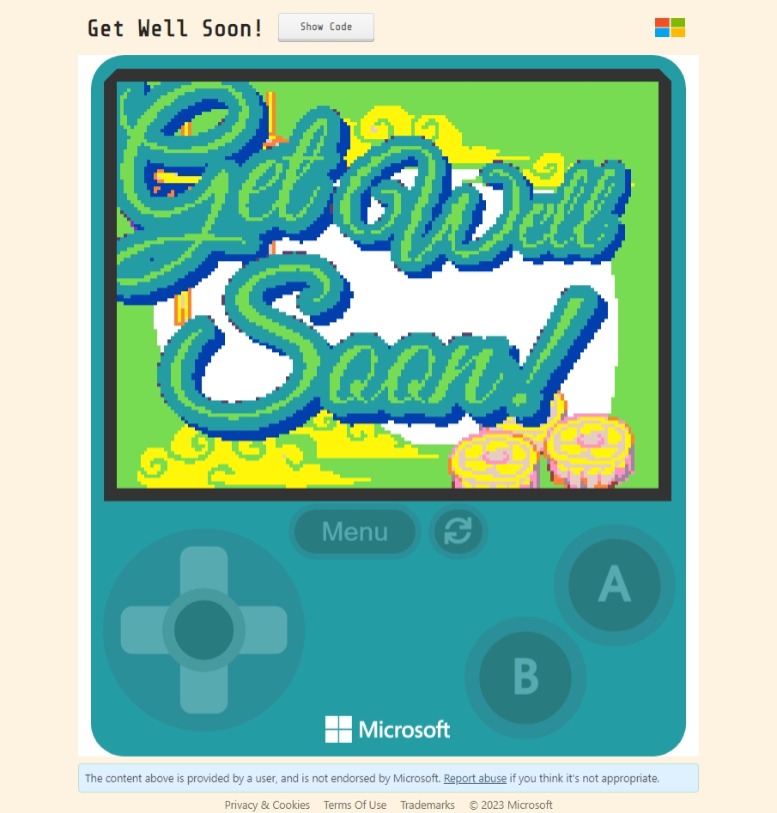 Get Well Soon!
Show Code
Get Well
Soon!
Menu
A
B
Microsoft
The content above is provided by a user, and is not endorsed by Microsoft. Report abuse if you think it's not appropriate.
Privacy & Cookies Terms Of Use Trademarks © 2023 Microsoft